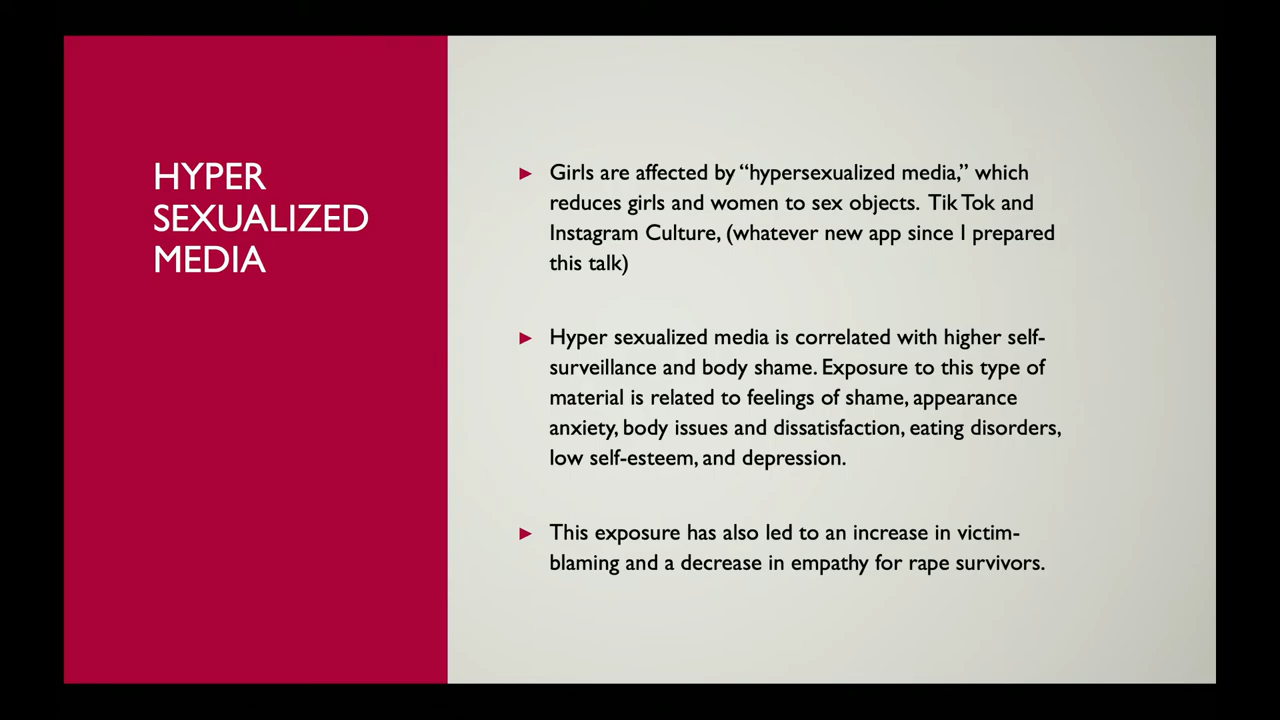 HYPER
SEXUALIZED
MEDIA
Girls are affected by “hypersexualized media,” which
reduces girls and women to sex objects. Tik Tok and
Instagram Culture, (whatever new app since I prepared
this talk)
Hyper sexualized media is correlated with higher self-
surveillance and body shame. Exposure to this type of
material is related to feelings of shame, appearance
anxiety, body issues and dissatisfaction, eating disorders,
low self-esteem, and depression.
This exposure has also led to an increase in victim-
blaming and a decrease in empathy for rape survivors.